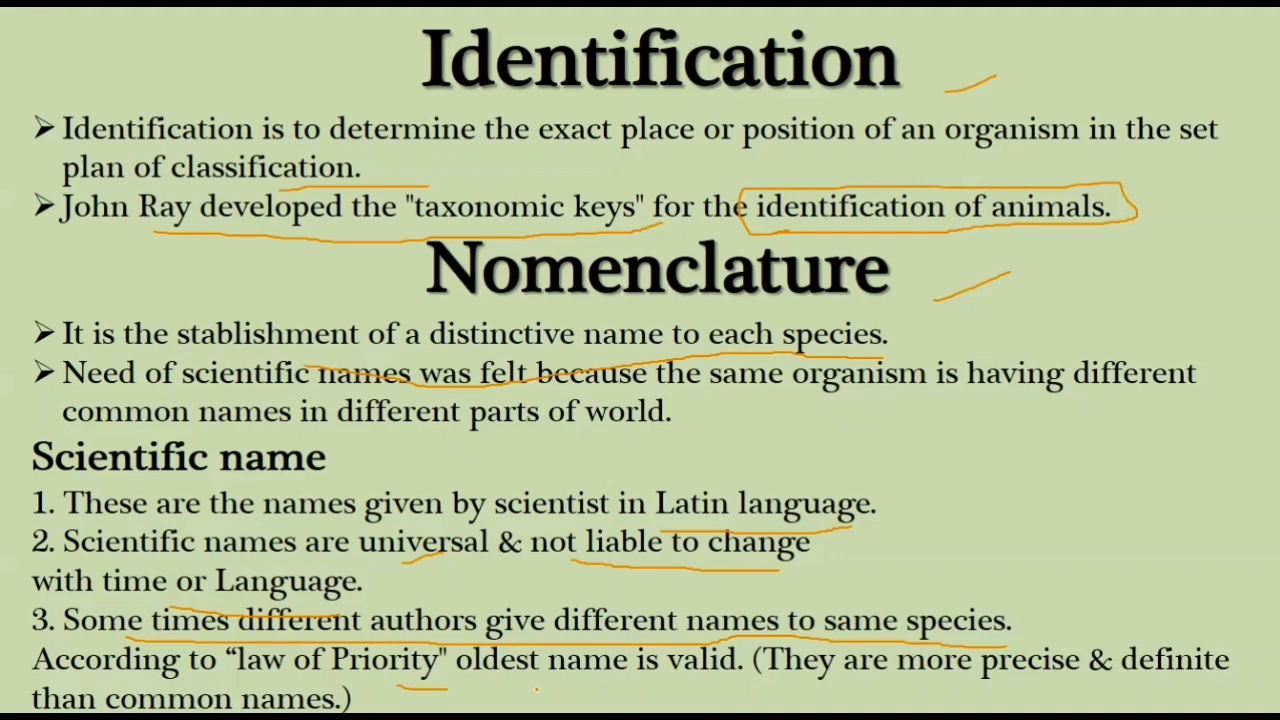 Identification
➢ Identification is to determine the exact place or position of an organism in the set
plan of classification.
➢ John Ray developed the "taxonomic keys" for the identification of animals.
Nomenclature
➢ It is the stablishment of a distinctive name to each species.
➢ Need of scientific names was felt because the same organism is having different
common names in different parts of world.
Scientific name
1. These are the names given by scientist in Latin language.
2. Scientific names are universal & not liable to change
with time or Language.
3. Some times different authors give different names to same species.
According to “law of Priority" oldest name is valid. (They are more precise & definite
than common names.)